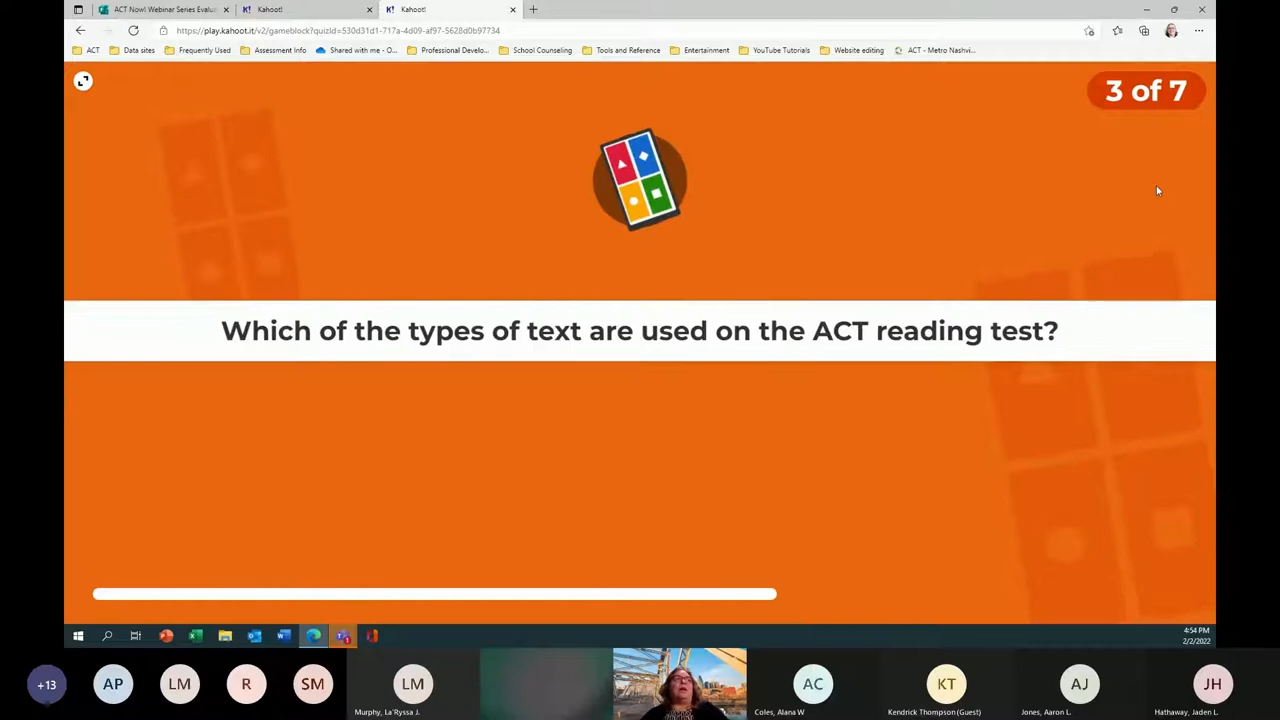 ACT Now! Webinar Series Evalua
K! Kahoot!
K! Kahoot!
https://play.kahoot.it/v2/gameblock?quizId=530d31d1-717a-4d09-af97-5628d0b97734
ACT
Data sites
Frequently Used
Assessment Info
Shared with me - O...
Professional Develo...
School Counseling
Tools and Reference
Entertainment
YouTube Tutorials
Website editing
ACT - Metro Nashvi...
3 of 7
Which of the types of text are used on the ACT reading test?
4:54 PM
2/2/2022
+13
AP
LM
R
SM
LM
AC
KT
AJ
JH
Murphy, La'Ryssa J.
Coles, Alana W
Kendrick Thompson (Guest)
Jones, Aaron L.
Hathaway, Jaden L.